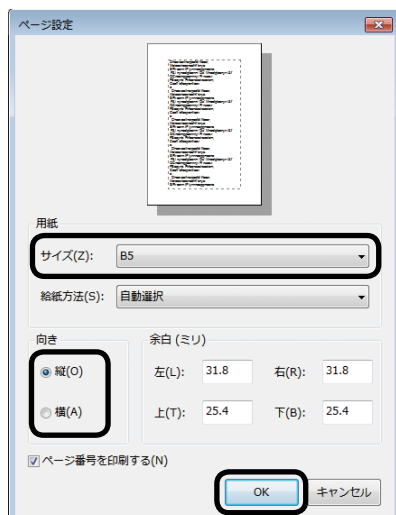 ページ設定
用紙
サイズ(Z): B5
給紙方法(S): 自動選択
向き
縦(O)
横(A)
余白 (ミリ)
左(L): 31.8 右(R): 31.8
上(T): 25.4 下(B): 25.4
ページ番号を印刷する(N)
OK キャンセル